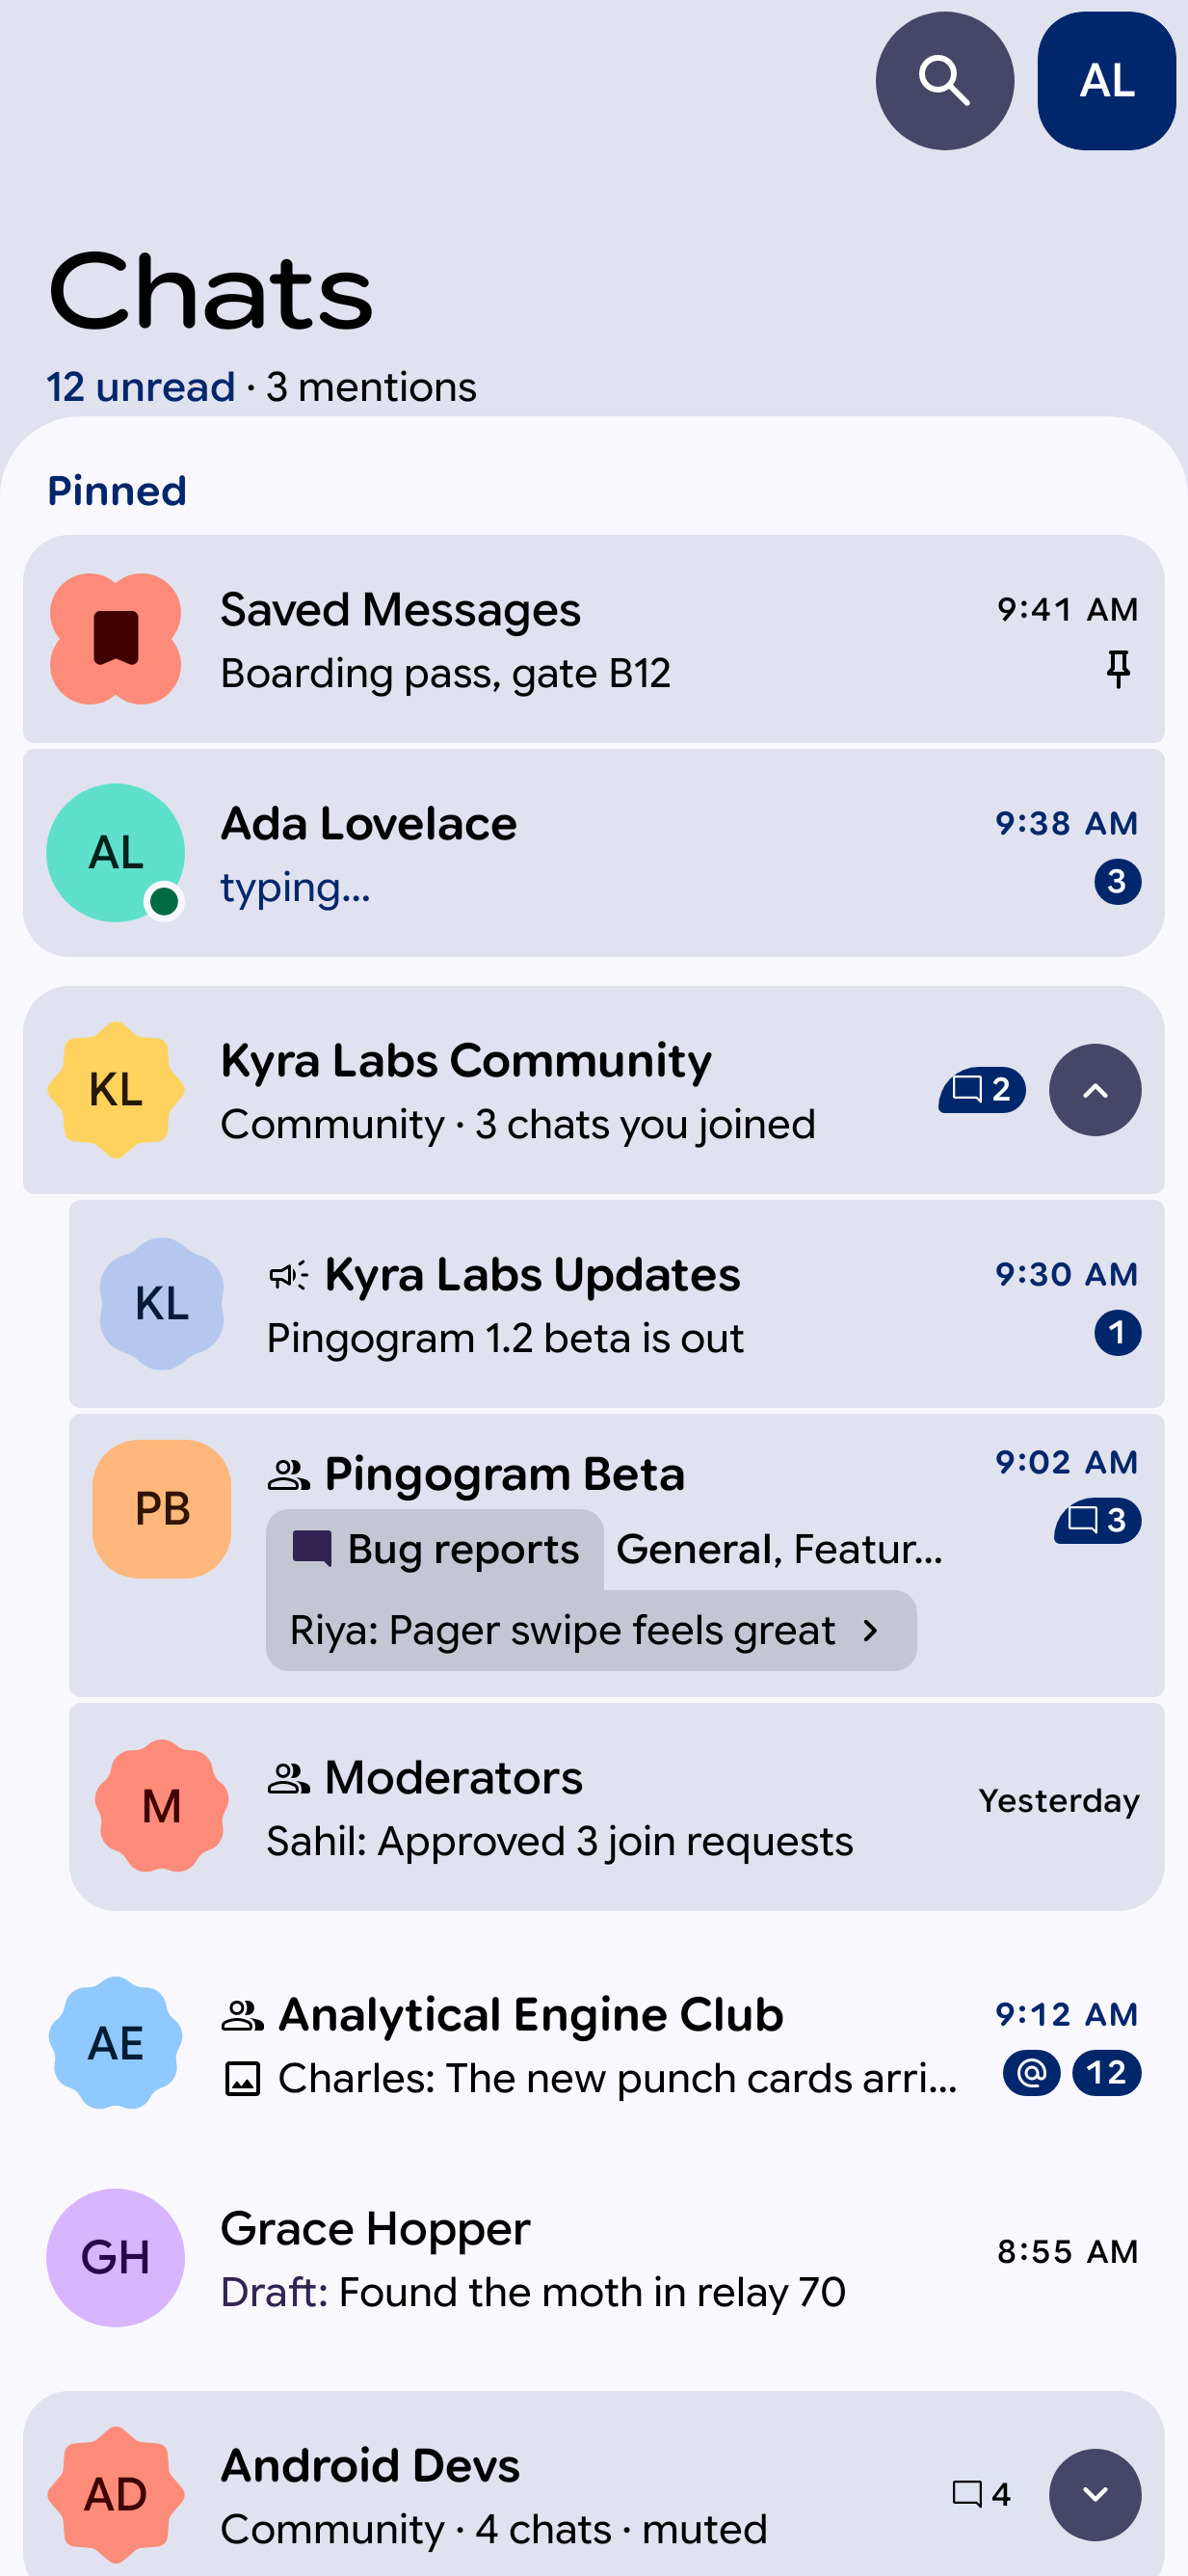 AL
Chats
12 unread · 3 mentions
Pinned
Saved Messages
9:41 AM
Boarding pass, gate B12
AL
Ada Lovelace
9:38 AM
typing...
3
KL
Kyra Labs Community
Community · 3 chats you joined
2
KL
Kyra Labs Updates
9:30 AM
Pingogram 1.2 beta is out
1
PB
Pingogram Beta
9:02 AM
Bug reports
General, Featur...
3
Riya: Pager swipe feels great
M
Moderators
Sahil: Approved 3 join requests
Yesterday
AE
Analytical Engine Club
9:12 AM
Charles: The new punch cards arri...
@ 12
GH
Grace Hopper
8:55 AM
Draft: Found the moth in relay 70
AD
Android Devs
Community · 4 chats · muted
4